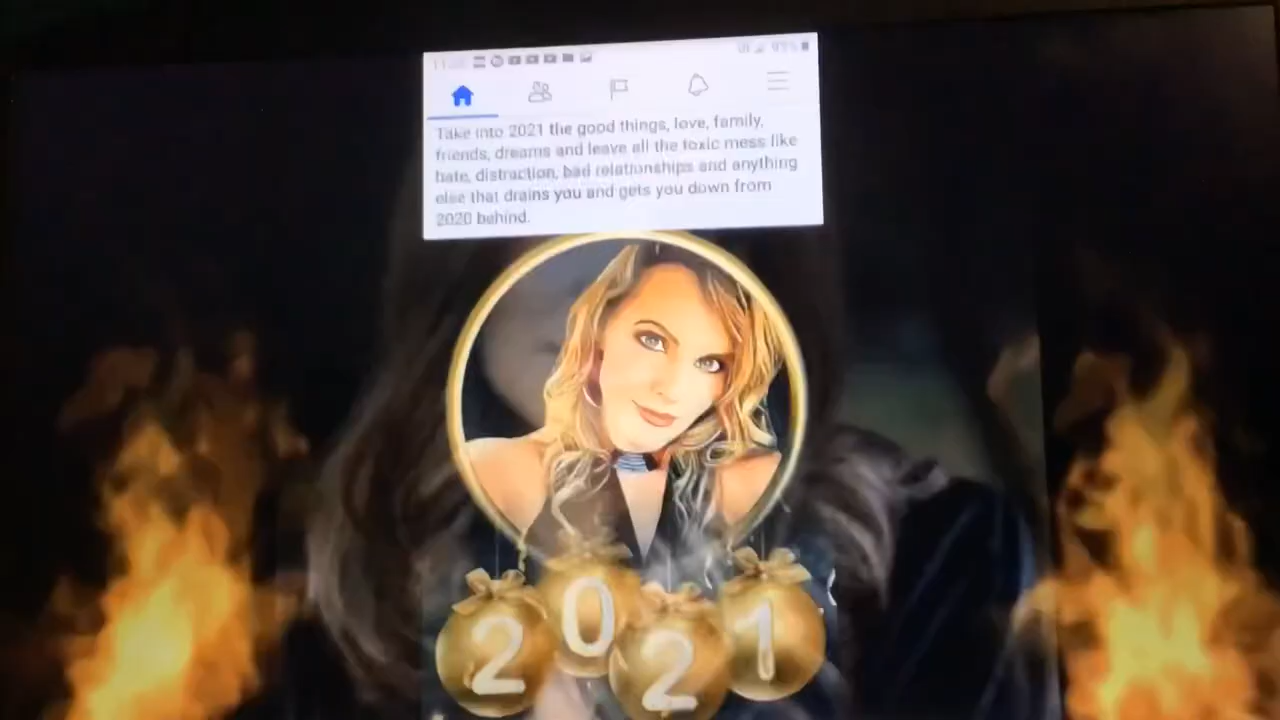 Take into 2021 the good things, love, family,
friends, dreams and leave all the toxic mess like
hate, distraction, bad relationships and anything
else that drains you and gets you down from
2020 behind.
2021